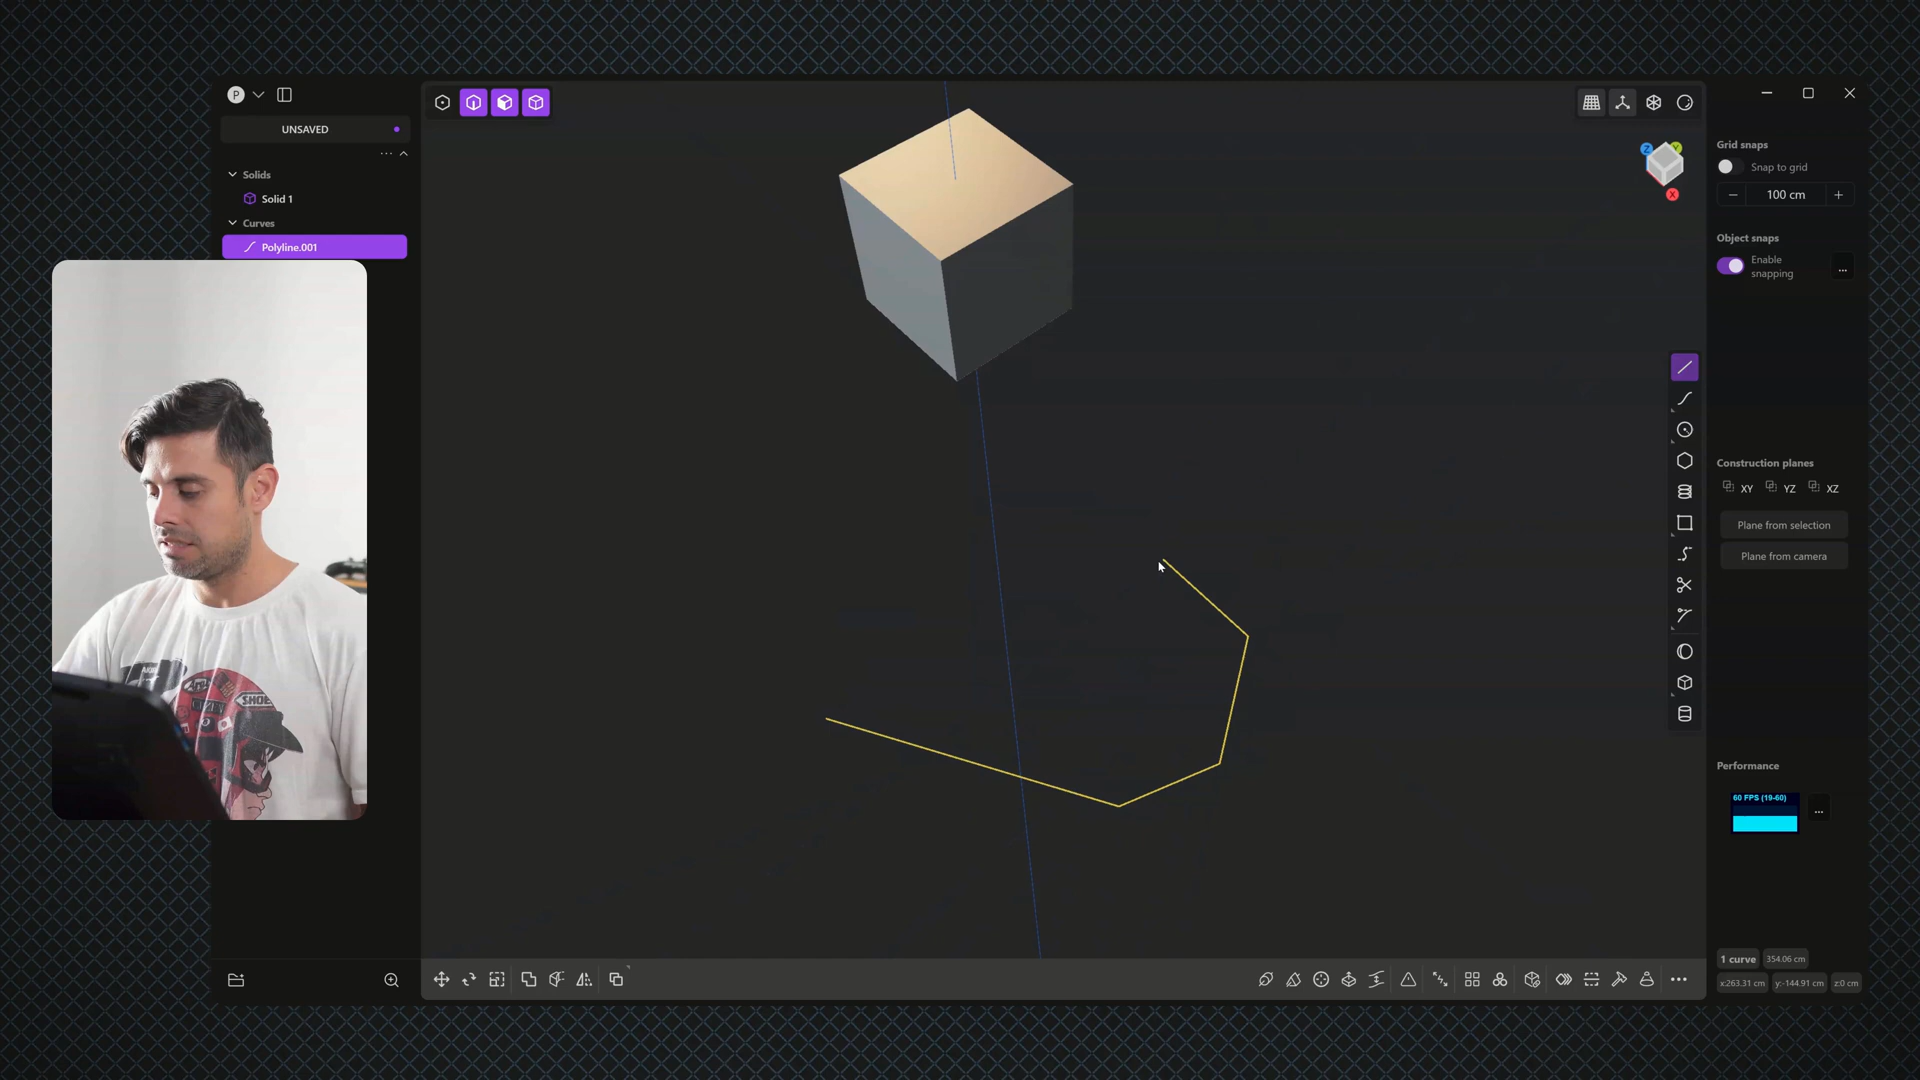 P
UNSAVED
...
Solids
Solid 1
Curves
Polyline.001
Z
Y
X
Grid snaps
Snap to grid
100 cm
Object snaps
Enable
snapping
...
Construction planes
XY
YZ
XZ
Plane from selection
Plane from camera
Performance
60 FPS (19-60)
...
1 curve
354.06 cm
x:263.31 cm
y:-144.91 cm
z:0 cm
SHOE